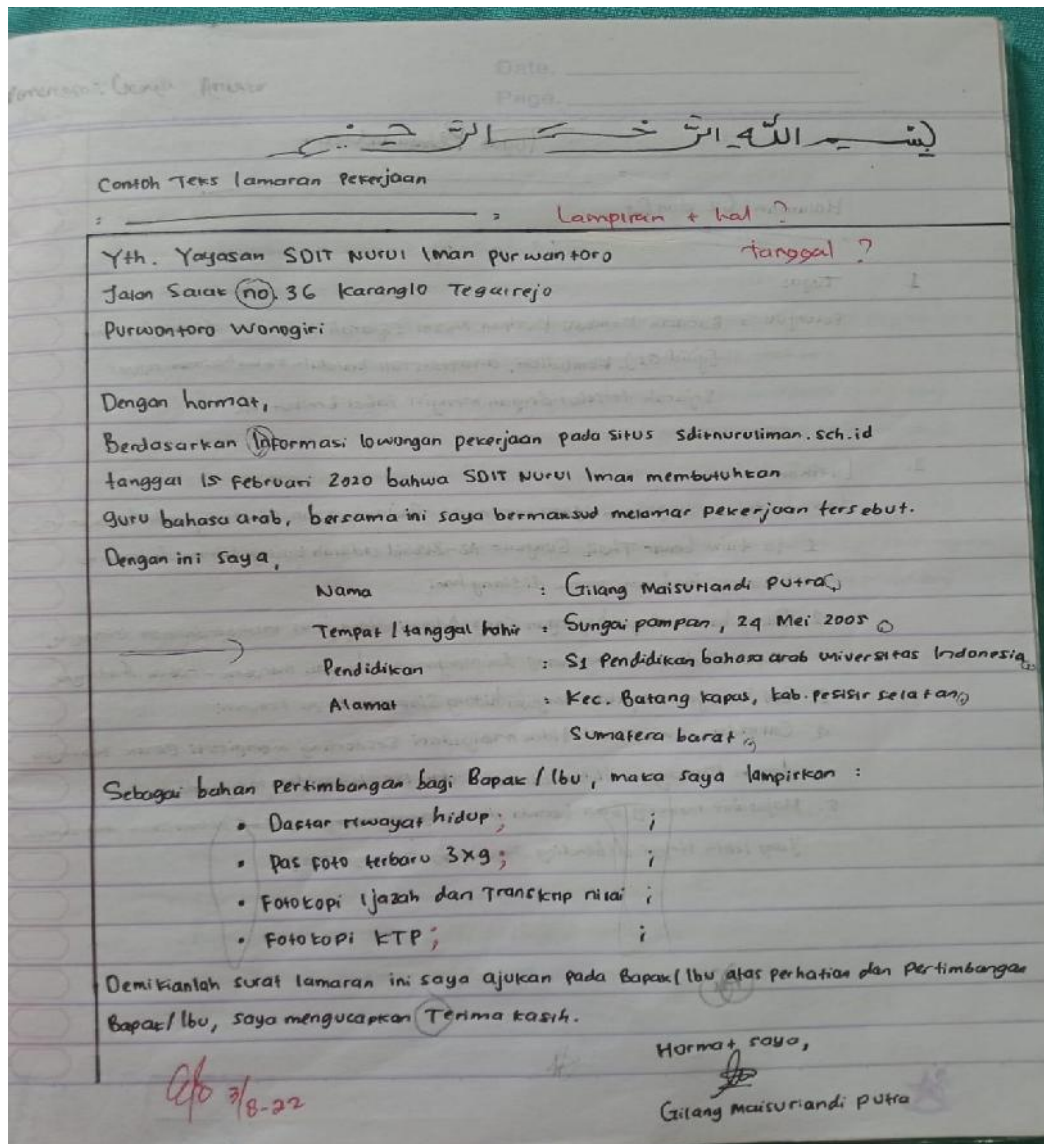 Date.
Page.
بسم الله الرحمن الرحيم
Contoh Teks lamaran Pekerjaan
Lampiran + hal ?
Yth. Yayasan SDIT Nurul Iman purwantoro
tanggal ?
Jalan Salak no. 36 Karanglo Tegalrejo
Purwontoro Wonogiri
Dengan hormat,
Berdasarkan Informasi lowongan pekerjaan pada situs sditnuruliman.sch.id
tanggal 15 Februari 2020 bahwa SDIT Nurul Iman membutuhkan
guru bahasa arab, bersama ini saya bermaksud melamar pekerjaan tersebut.
Dengan ini saya,
Nama : Gilang Maisuriandi Putra,
Tempat / tanggal lahir : Sungai pampan, 24 Mei 2005
Pendidikan : S1 Pendidikan bahasa arab universitas Indonesia
Alamat : Kec. Batang kapas, kab. pesisir selatan,
Sumatera barat,
Sebagai bahan Pertimbangan bagi Bapak / Ibu, maka saya lampirkan :
• Daftar riwayat hidup; ;
• Pas foto terbaru 3x9; ;
• Fotokopi Ijazah dan Transkrip nilai ;
• Fotokopi KTP; ;
Demikianlah surat lamaran ini saya ajukan pada Bapak/ Ibu atas perhatian dan Pertimbangan
Bapak/ Ibu, saya mengucapkan Terima kasih.
Hormat saya,
3/8-22
Gilang maisuriandi putra